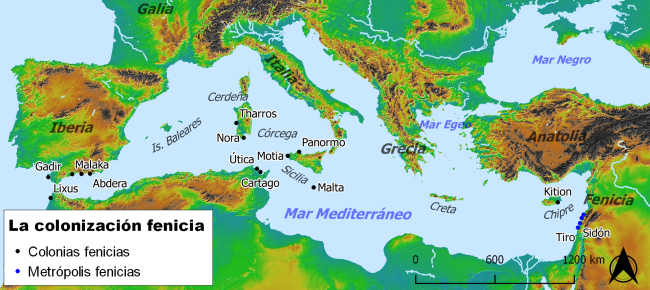 Galia
Mar Negro
Italia
Cerdeña
Tharros
Iberia
Is. Baleares
Córcega
Nora
Mar Egeo
Anatolia
Panormo
Grecia
Útica
Motia
Gadir
Malaka
Sicilia
Abdera
Cartago
Malta
Kition
Lixus
Creta
Chipre
Fenicia
Mar Mediterráneo
Tiro
Sidón
La colonización fenicia
Colonias fenicias
Metrópolis fenicias
0 600 1200 km